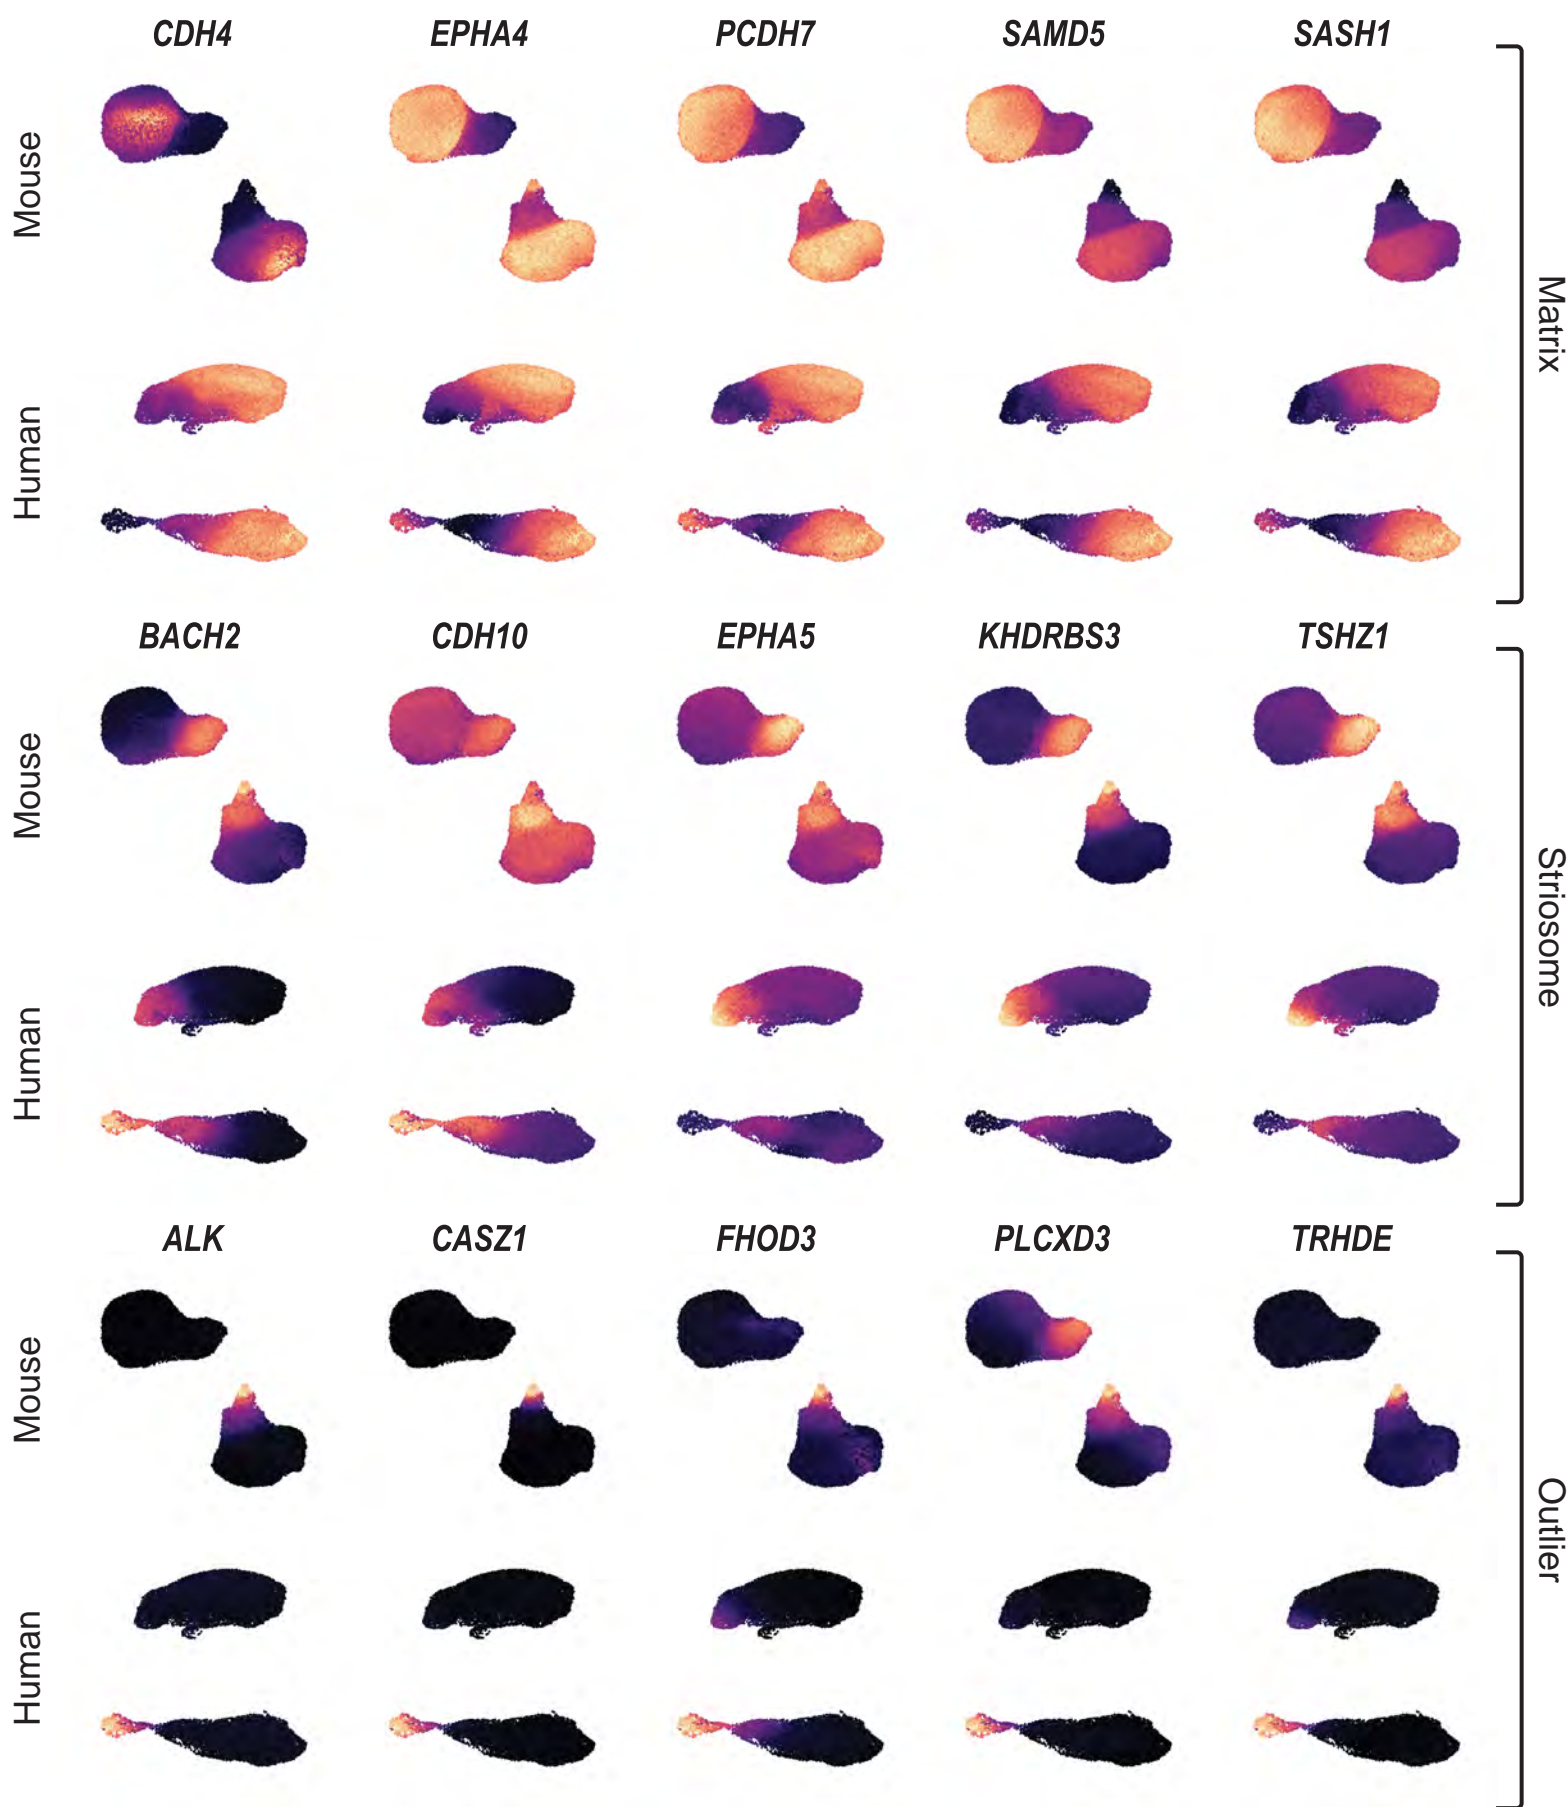 CDH4 EPHA4 PCDH7 SAMD5 SASH1
Mouse
Human
Matrix
BACH2 CDH10 EPHA5 KHDRBS3 TSHZ1
Mouse
Human
Striosome
ALK CASZ1 FHOD3 PLCXD3 TRHDE
Mouse
Human
Outlier